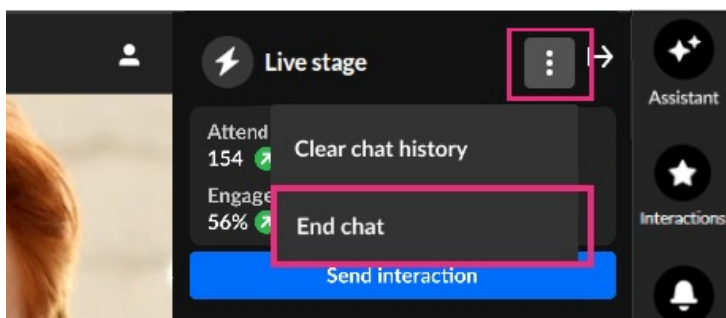 Live stage
Assistant
Attend
154
Clear chat history
Engage
56%
End chat
Interactions
Send interaction